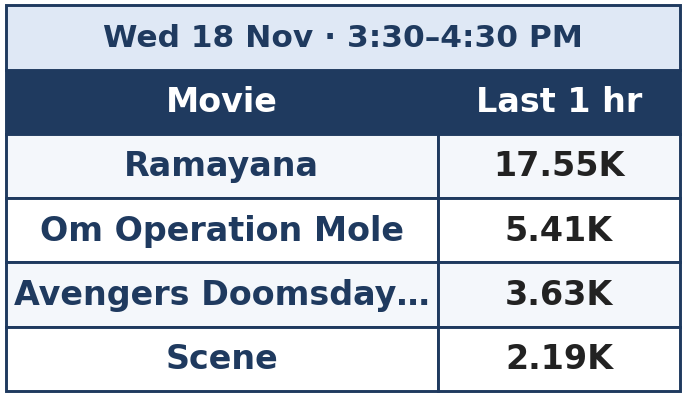 Wed 18 Nov · 3:30–4:30 PM
Movie Last 1 hr
Ramayana 17.55K
Om Operation Mole 5.41K
Avengers Doomsday… 3.63K
Scene 2.19K